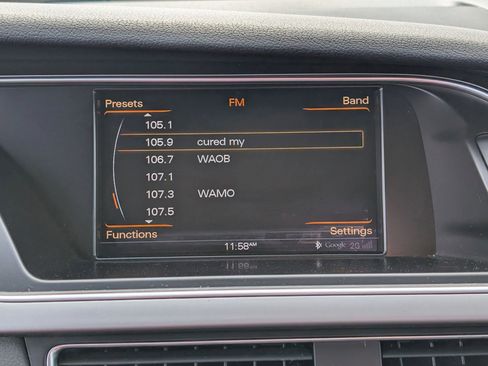 Presets FM Band
105.1
105.9 cured my
106.7 WAOB
107.1
107.3 WAMO
107.5
Functions Settings
11:58AM Google 2G